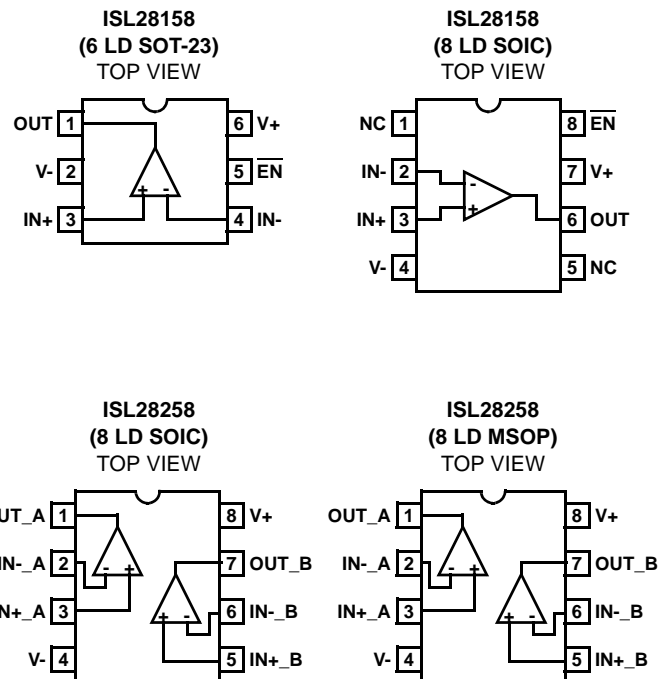 ISL28158
(6 LD SOT-23)
TOP VIEW
OUT 1
6 V+
V- 2
5 EN
IN+ 3
4 IN-
+ -
ISL28158
(8 LD SOIC)
TOP VIEW
NC 1
8 EN
IN- 2
7 V+
IN+ 3
6 OUT
V- 4
5 NC
-
+
ISL28258
(8 LD SOIC)
TOP VIEW
UT_A 1
8 V+
N-_A 2
7 OUT_B
N+_A 3
6 IN-_B
V- 4
5 IN+_B
- +
+ -
ISL28258
(8 LD MSOP)
TOP VIEW
OUT_A 1
8 V+
IN-_A 2
7 OUT_B
IN+_A 3
6 IN-_B
V- 4
5 IN+_B
- +
+ -